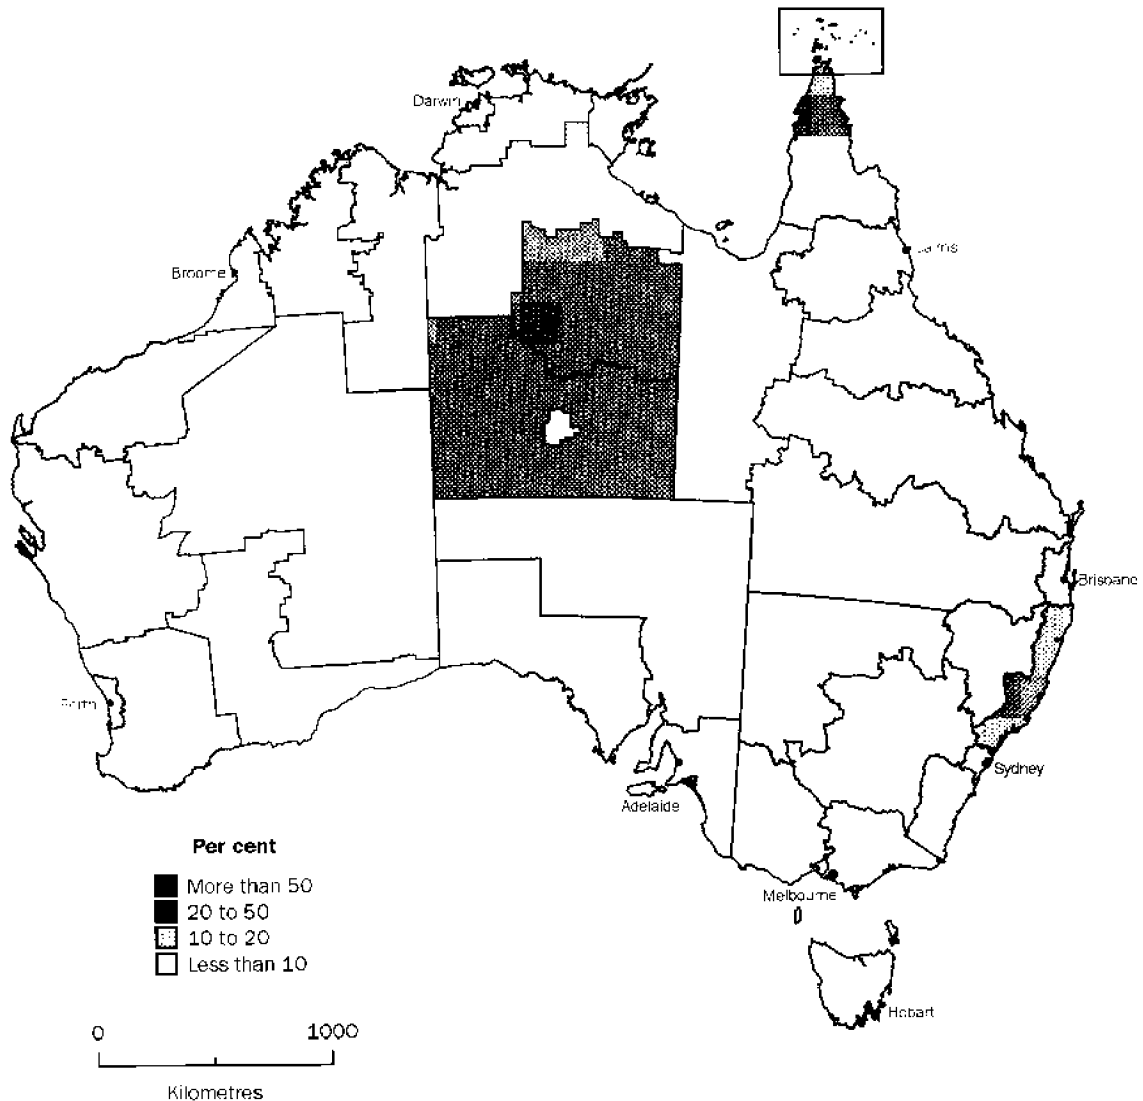 Darwin
Broome
Brisbane
Sydney
Adelaide
Melbourne
Hobart
Per cent
More than 50
20 to 50
10 to 20
Less than 10
0 1000
Kilometres